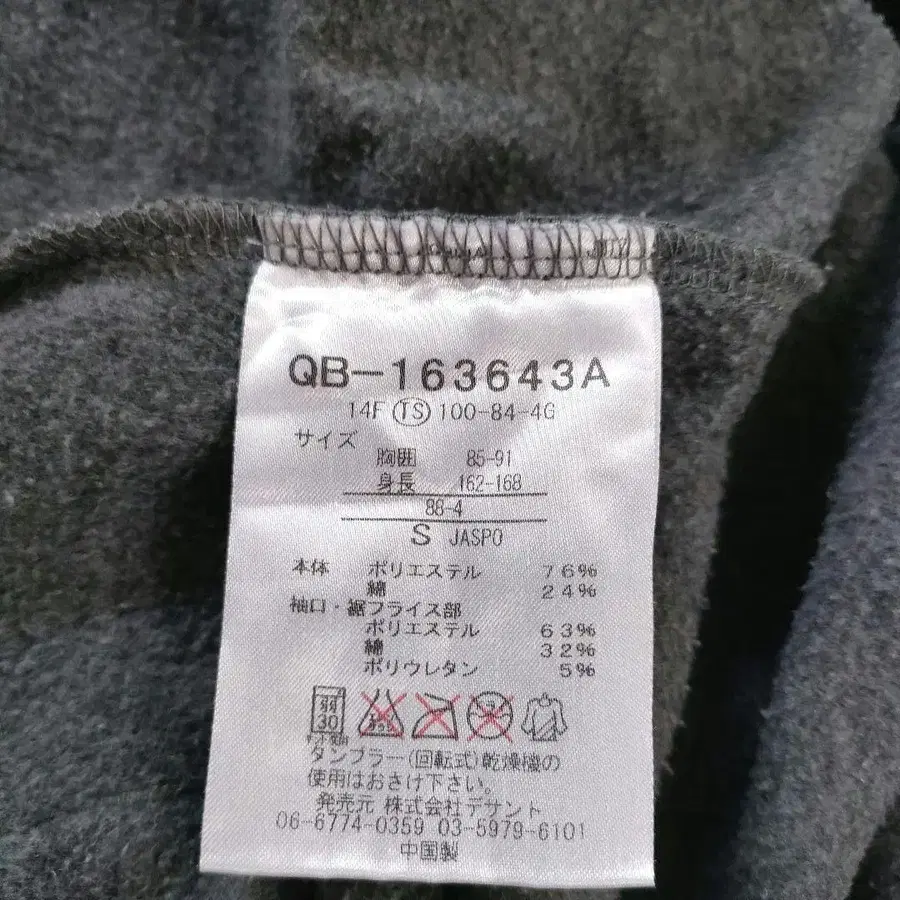 QB-163643A
14F TS 100-84-4G
サイズ
胸囲 85-91
身長 162-168
88-4
S JASPO
本体 ポリエステル 76%
綿 24%
袖口・裾フライス部
ポリエステル 63%
綿 32%
ポリウレタン 5%
弱
30
タンブラー(回転式)乾燥機の
使用はおさけ下さい。
発売元 株式会社デサント
06-6774-0359 03-5979-6101
中国製